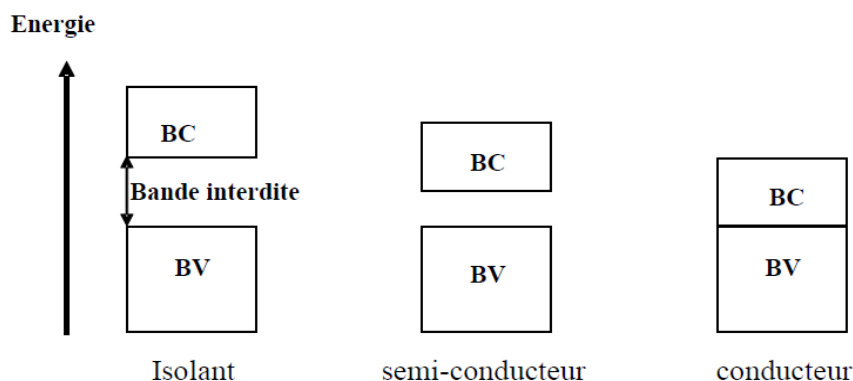 Energie
BC
BC
Bande interdite
BC
BV
BV
BV
Isolant
semi-conducteur
conducteur